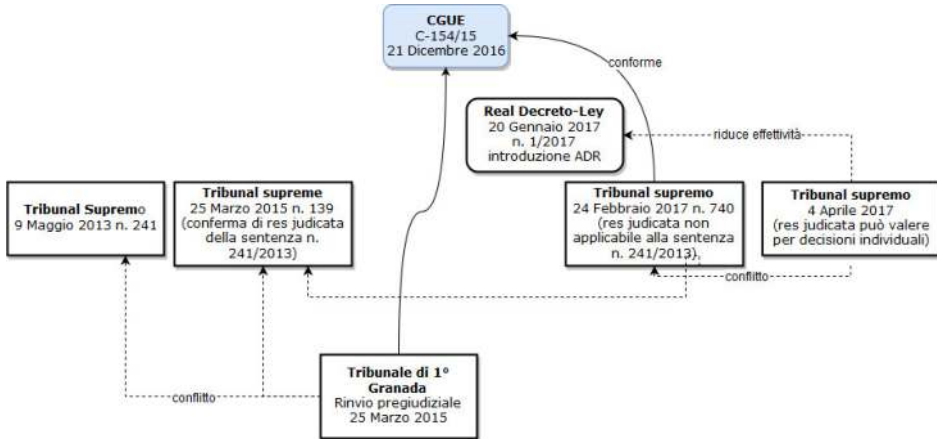 CGUE
C-154/15
21 Dicembre 2016
conforme
Real Decreto-Ley
20 Gennaio 2017
n. 1/2017
introduzione ADR
riduce effettività
Tribunal Supremo
9 Maggio 2013 n. 241
Tribunal supreme
25 Marzo 2015 n. 139
(conferma di res judicata
della sentenza n.
241/2013)
Tribunal supremo
24 Febbraio 2017 n. 740
(res judicata non
applicabile alla sentenza
n. 241/2013),
Tribunal supremo
4 Aprile 2017
(res judicata può valere
per decisioni individuali)
conflitto
Tribunale di 1°
Granada
Rinvio pregiudiziale
25 Marzo 2015
conflitto